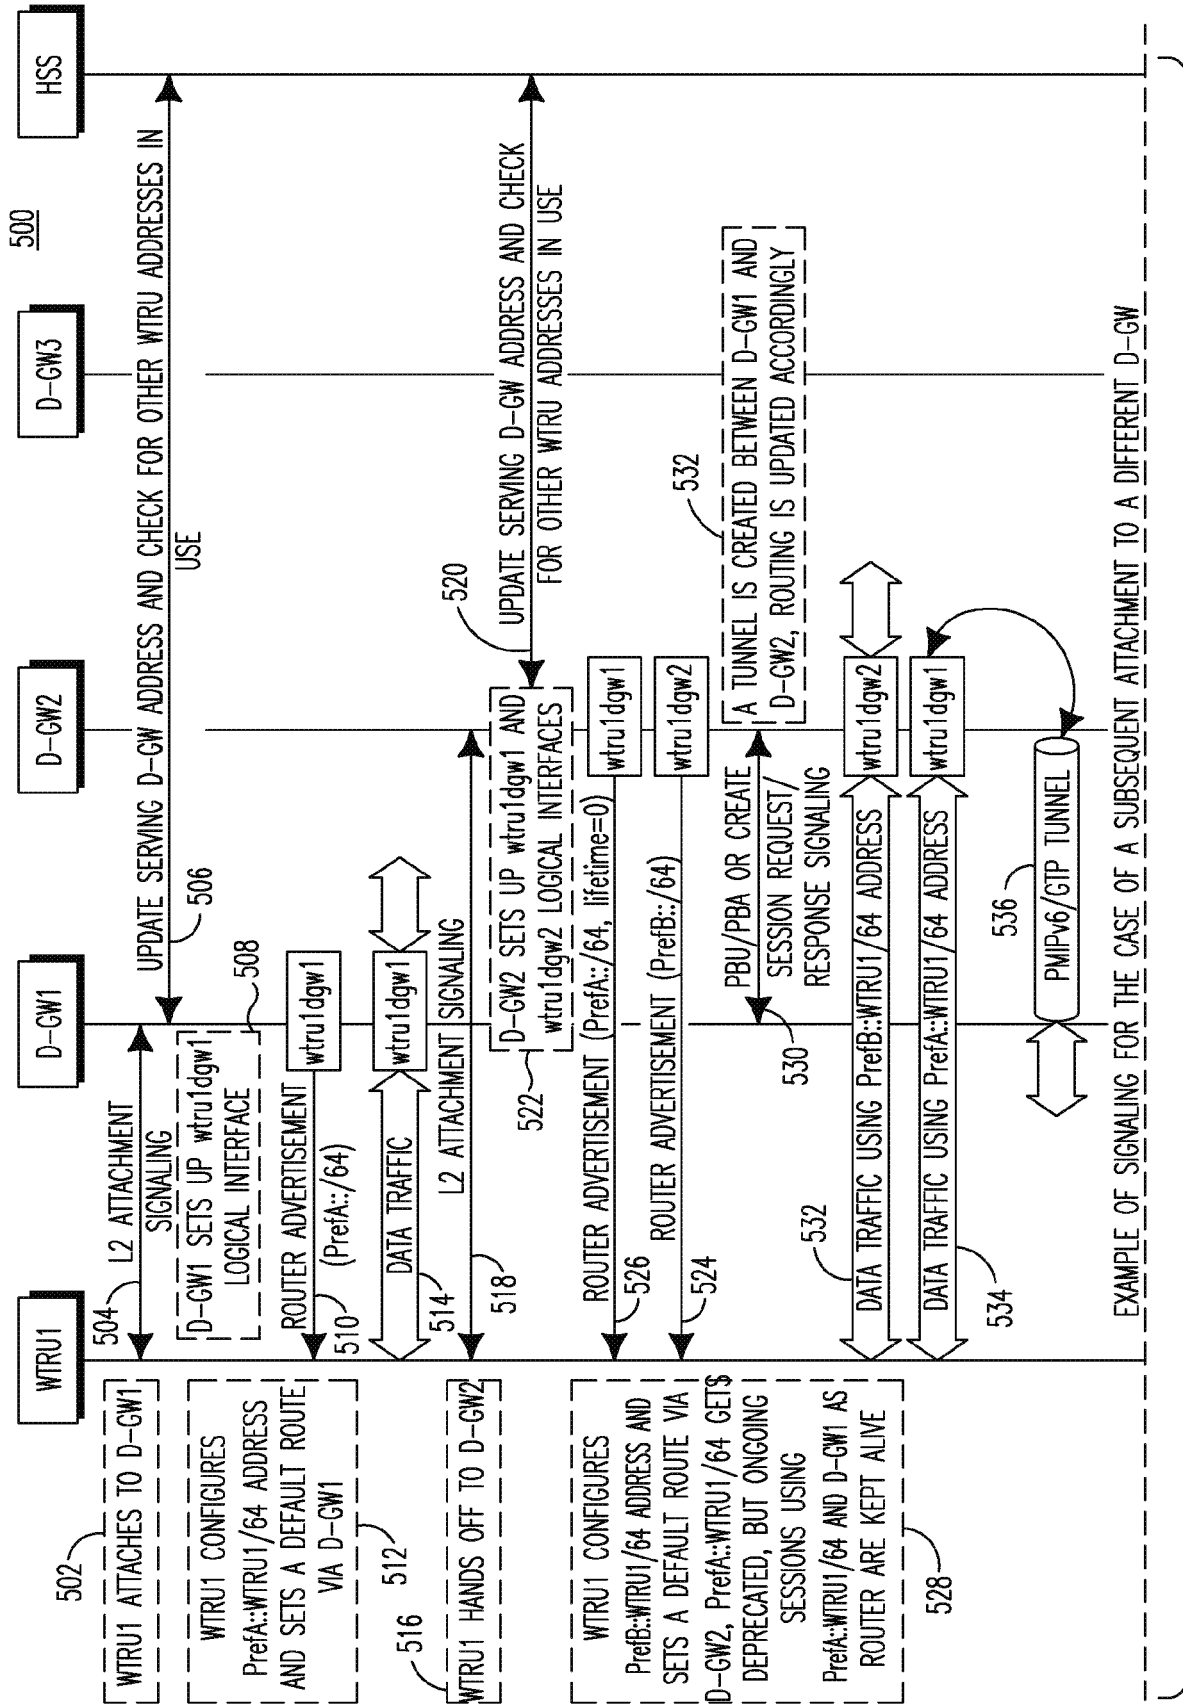 500
WTRU1
D-GW1
D-GW2
D-GW3
HSS
502
WTRU1 ATTACHES TO D-GW1
504
L2 ATTACHMENT
SIGNALING
UPDATE SERVING D-GW ADDRESS AND CHECK FOR OTHER WTRU ADDRESSES IN
USE
506
D-GW1 SETS UP wtru1dgw1
LOGICAL INTERFACE
508
WTRU1 CONFIGURES
PrefA::WTRU1/64 ADDRESS
AND SETS A DEFAULT ROUTE
VIA D-GW1
512
ROUTER ADVERTISEMENT
(PrefA::/64)
510
wtru1dgw1
DATA TRAFFIC
514
wtru1dgw1
516
WTRU1 HANDS OFF TO D-GW2
L2 ATTACHMENT SIGNALING
518
520
UPDATE SERVING D-GW ADDRESS AND CHECK
FOR OTHER WTRU ADDRESSES IN USE
D-GW2 SETS UP wtru1dgw1 AND
wtru1dgw2 LOGICAL INTERFACES
522
ROUTER ADVERTISEMENT (PrefA::/64, lifetime=0)
526
wtru1dgw1
ROUTER ADVERTISEMENT (PrefB::/64)
524
wtru1dgw2
WTRU1 CONFIGURES
PrefB::WTRU1/64 ADDRESS AND
SETS A DEFAULT ROUTE VIA
D-GW2, PrefA::WTRU1/64 GETS
DEPRECATED, BUT ONGOING
SESSIONS USING
PrefA::WTRU1/64 AND D-GW1 AS
ROUTER ARE KEPT ALIVE
528
530
PBU/PBA OR CREATE
SESSION REQUEST/
RESPONSE SIGNALING
532
A TUNNEL IS CREATED BETWEEN D-GW1 AND
D-GW2, ROUTING IS UPDATED ACCORDINGLY
532
DATA TRAFFIC USING PrefB::WTRU1/64 ADDRESS
wtru1dgw2
DATA TRAFFIC USING PrefA::WTRU1/64 ADDRESS
wtru1dgw1
534
536
PMIPv6/GTP TUNNEL
EXAMPLE OF SIGNALING FOR THE CASE OF A SUBSEQUENT ATTACHMENT TO A DIFFERENT D-GW